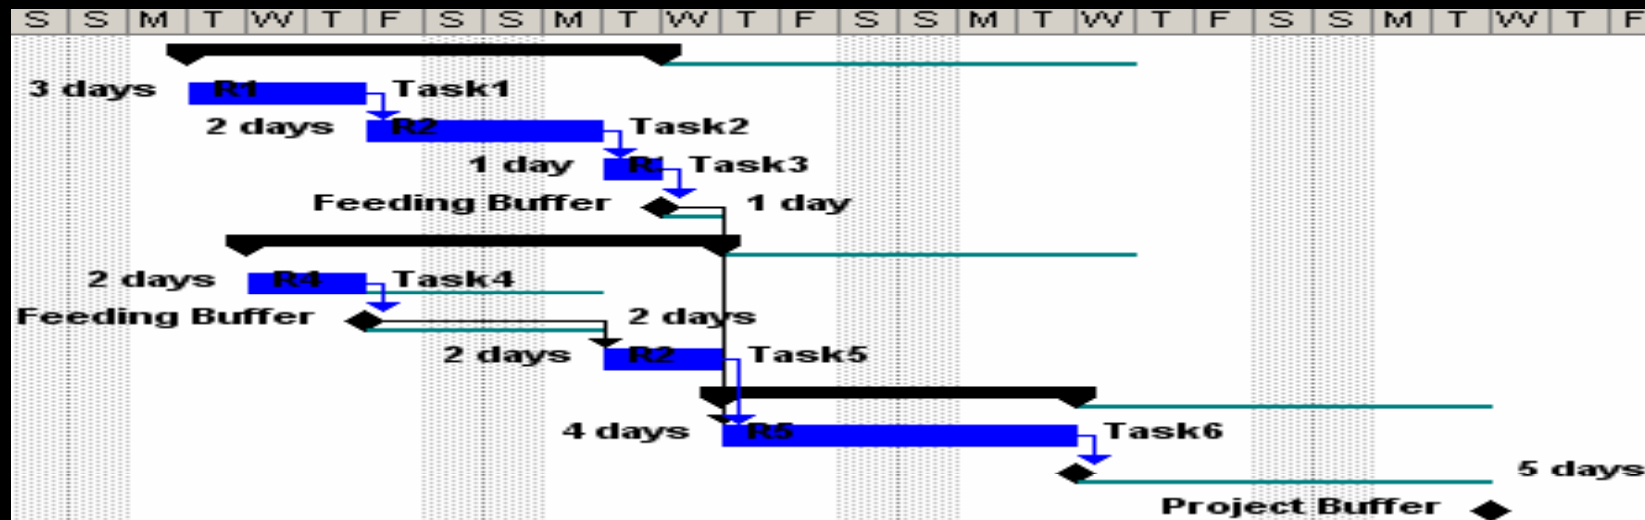 S S M T W T F S S M T W T F S S M T W T F S S M T W T F
3 days R1 Task1
2 days R2 Task2
1 day R1 Task3
Feeding Buffer 1 day
2 days R4 Task4
Feeding Buffer 2 days
2 days R2 Task5
4 days R5 Task6
5 days
Project Buffer